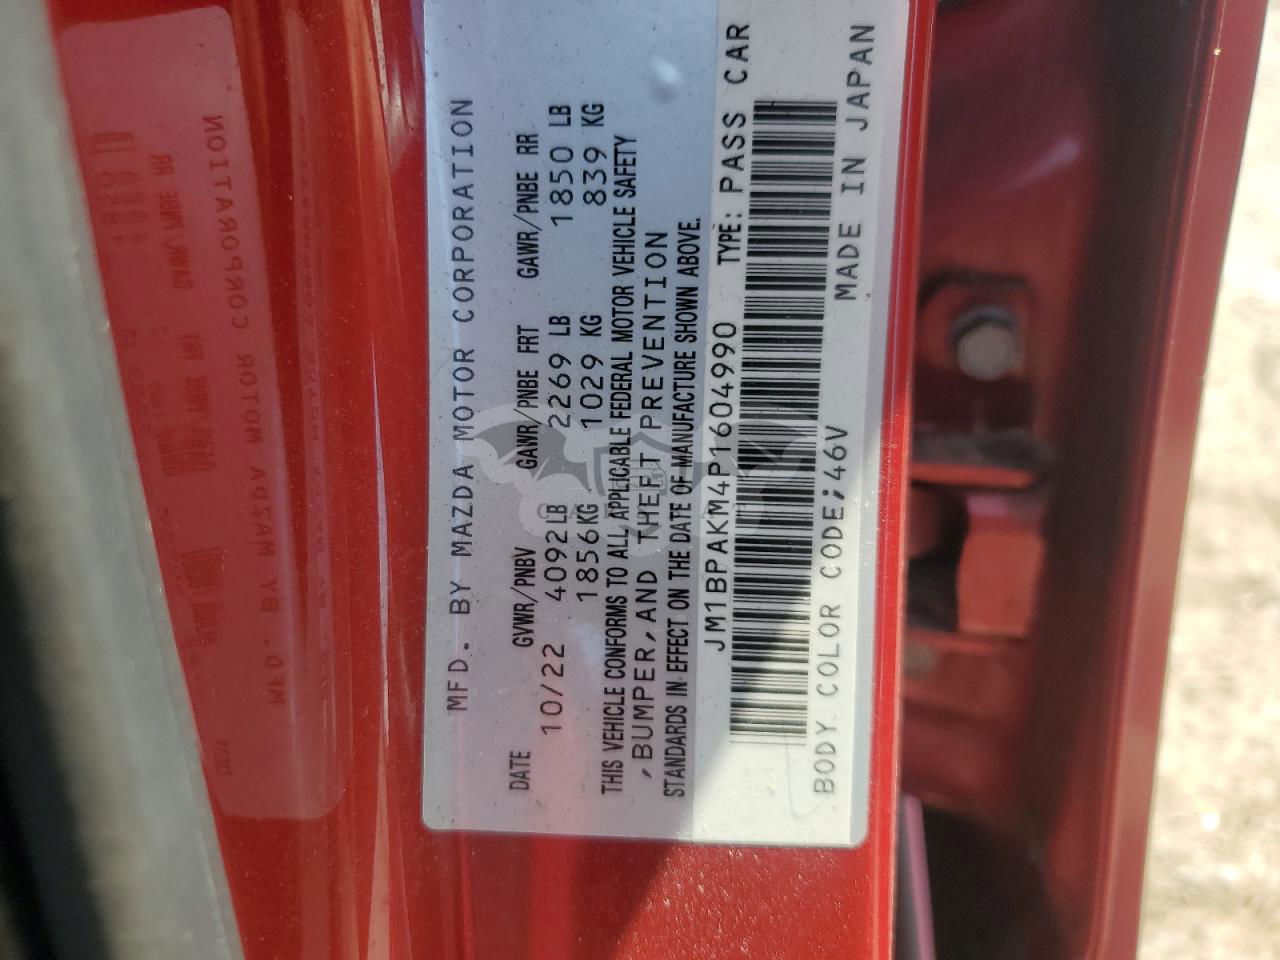 MFD. BY MAZDA MOTOR CORPORATION
DATE GVWR/PNBV GAWR/PNBE FRT GAWR/PNBE RR
10/22 4092LB 2269 LB 1850 LB
1856KG 1029 KG 839 KG
THIS VEHICLE CONFORMS TO ALL APPLICABLE FEDERAL MOTOR VEHICLE SAFETY
,BUMPER,AND THEFT PREVENTION
STANDARDS IN EFFECT ON THE DATE OF MANUFACTURE SHOWN ABOVE.
JM1BPAKM4P1604990 TYPE: PASS CAR
BODY COLOR CODE;46V MADE IN JAPAN